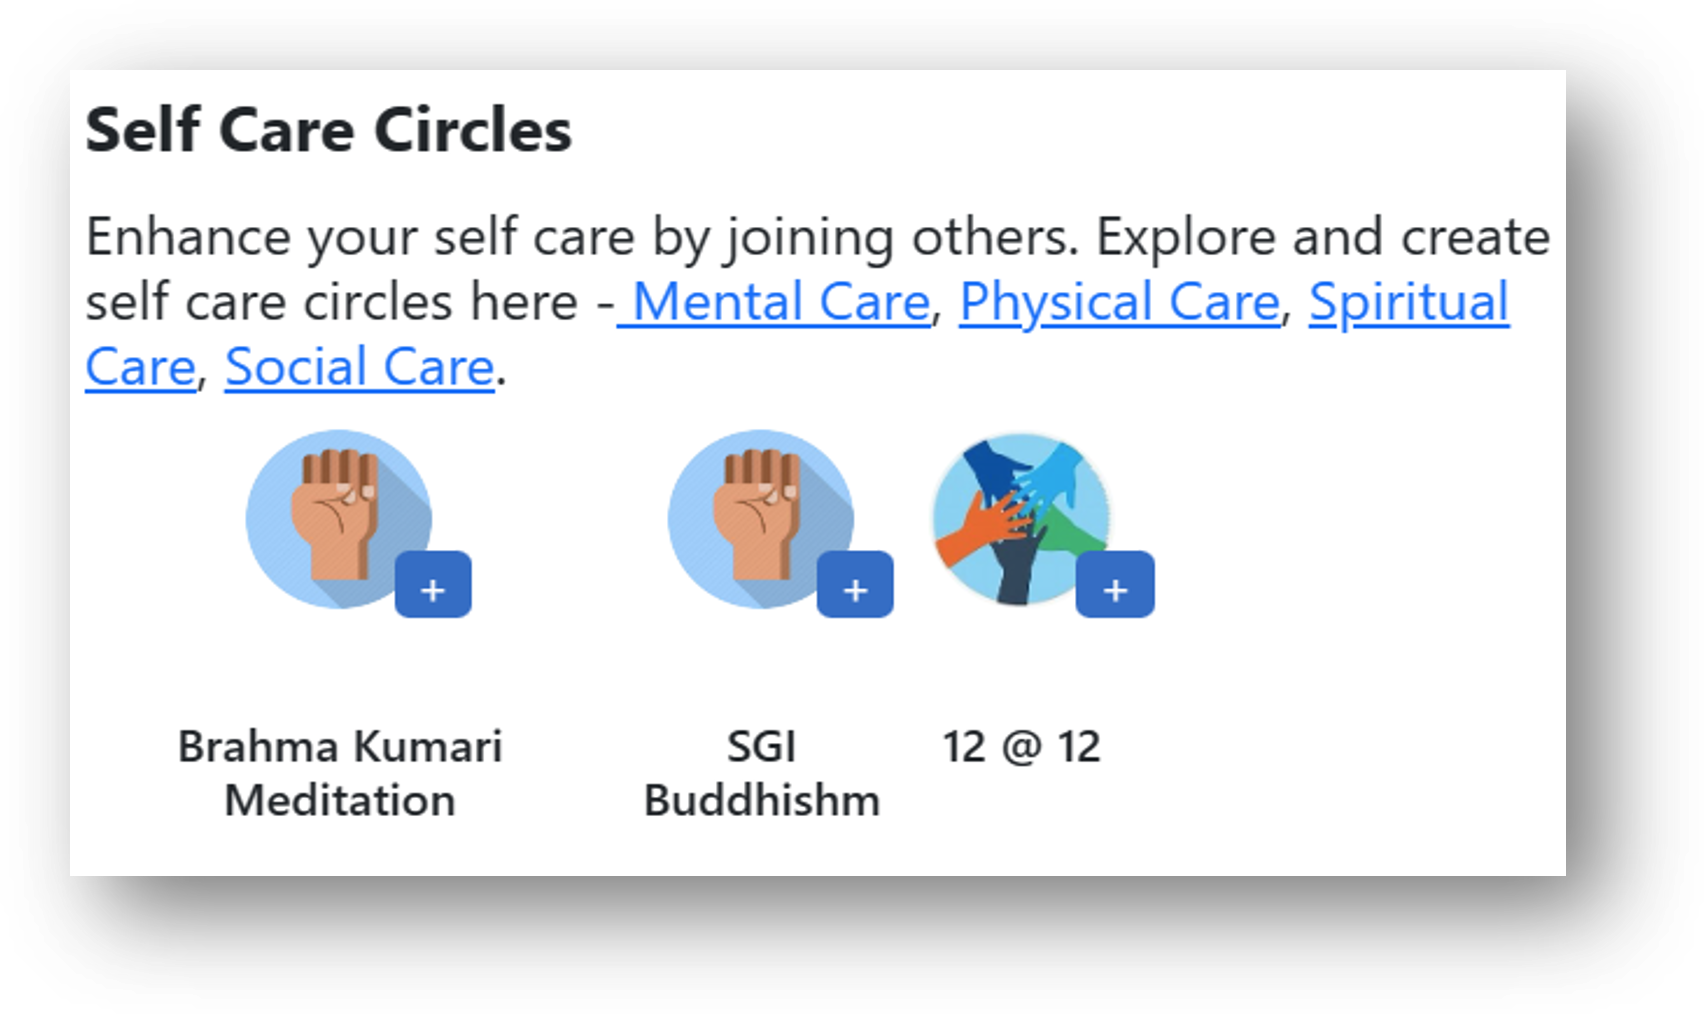 Self Care Circles
Enhance your self care by joining others. Explore and create
self care circles here - Mental Care, Physical Care, Spiritual
Care, Social Care.
+ + +
Brahma Kumari
Meditation
SGI
Buddhishm
12 @ 12